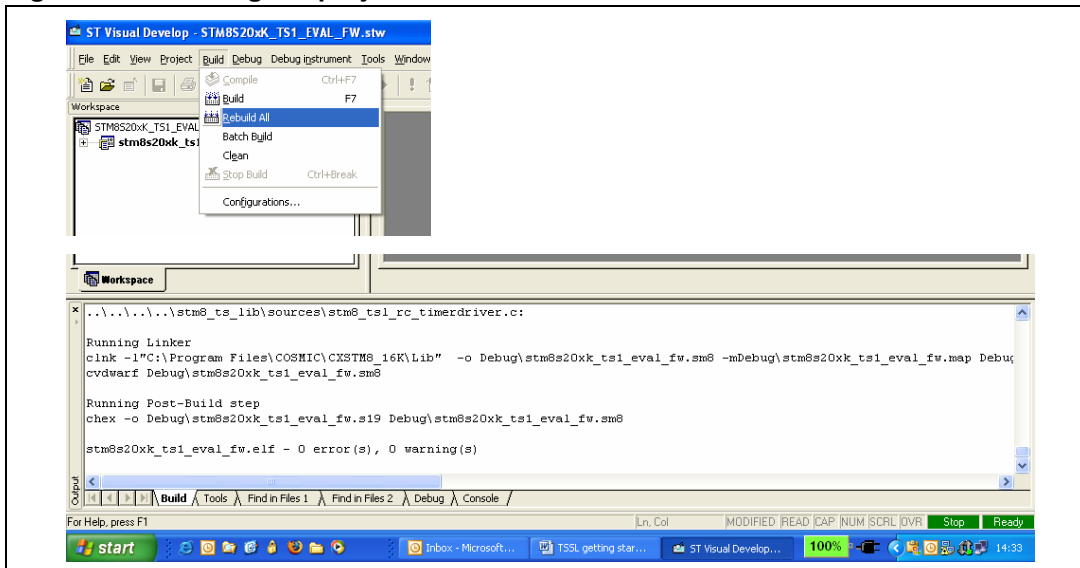 ST Visual Develop - STM8S20xK_TS1_EVAL_FW.stw
File Edit View Project Build Debug Debug instrument Tools Window
Compile Ctrl+F7
Build F7
Rebuild All
Batch Build
Clean
Stop Build Ctrl+Break
Configurations...
Workspace
STM8S20xK_TS1_EVAL
stm8s20xk_ts1
Workspace
..\..\..\..\stm8_ts_lib\sources\stm8_tsl_rc_timerdriver.c:
Running Linker
clnk -l"C:\Program Files\COSMIC\CXSTM8_16K\Lib" -o Debug\stm8s20xk_ts1_eval_fw.sm8 -mDebug\stm8s20xk_ts1_eval_fw.map Debug
cvdwarf Debug\stm8s20xk_ts1_eval_fw.sm8
Running Post-Build step
chex -o Debug\stm8s20xk_ts1_eval_fw.s19 Debug\stm8s20xk_ts1_eval_fw.sm8
stm8s20xk_ts1_eval_fw.elf - 0 error(s), 0 warning(s)
Output
Build Tools Find in Files 1 Find in Files 2 Debug Console
For Help, press F1 Ln, Col MODIFIED READ CAP NUM SCRL OVR Stop Ready
start Inbox - Microsoft... TSSL getting star... ST Visual Develop... 100% 14:33